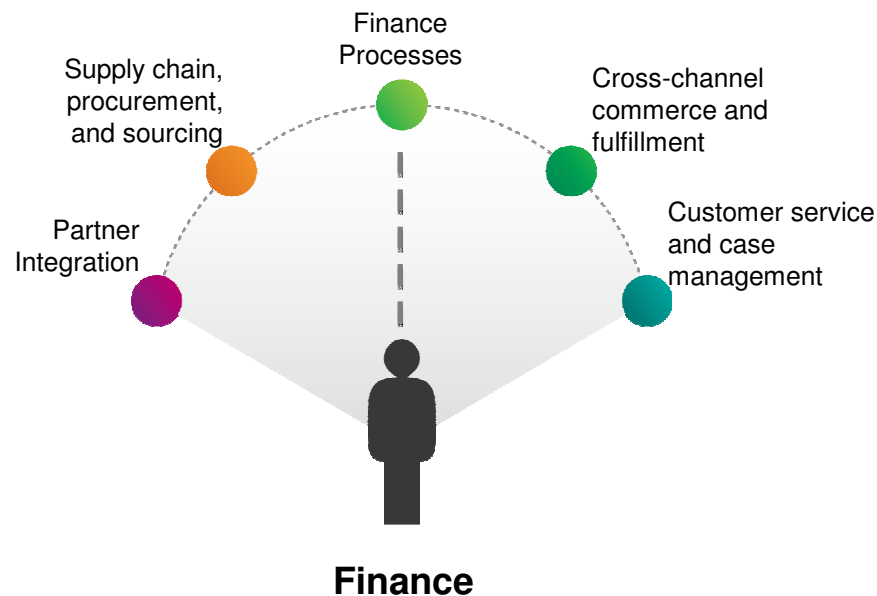 Finance
Processes
Supply chain,
procurement,
and sourcing
Cross-channel
commerce and
fulfillment
Partner
Integration
Customer service
and case
management
Finance